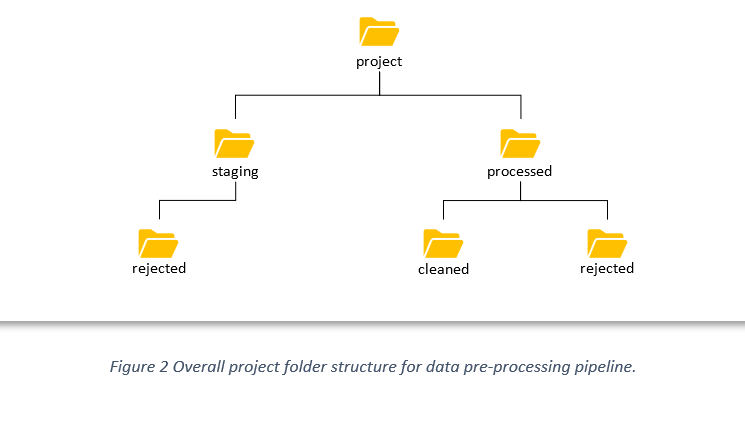 project
staging
processed
rejected
cleaned
rejected
Figure 2 Overall project folder structure for data pre-processing pipeline.